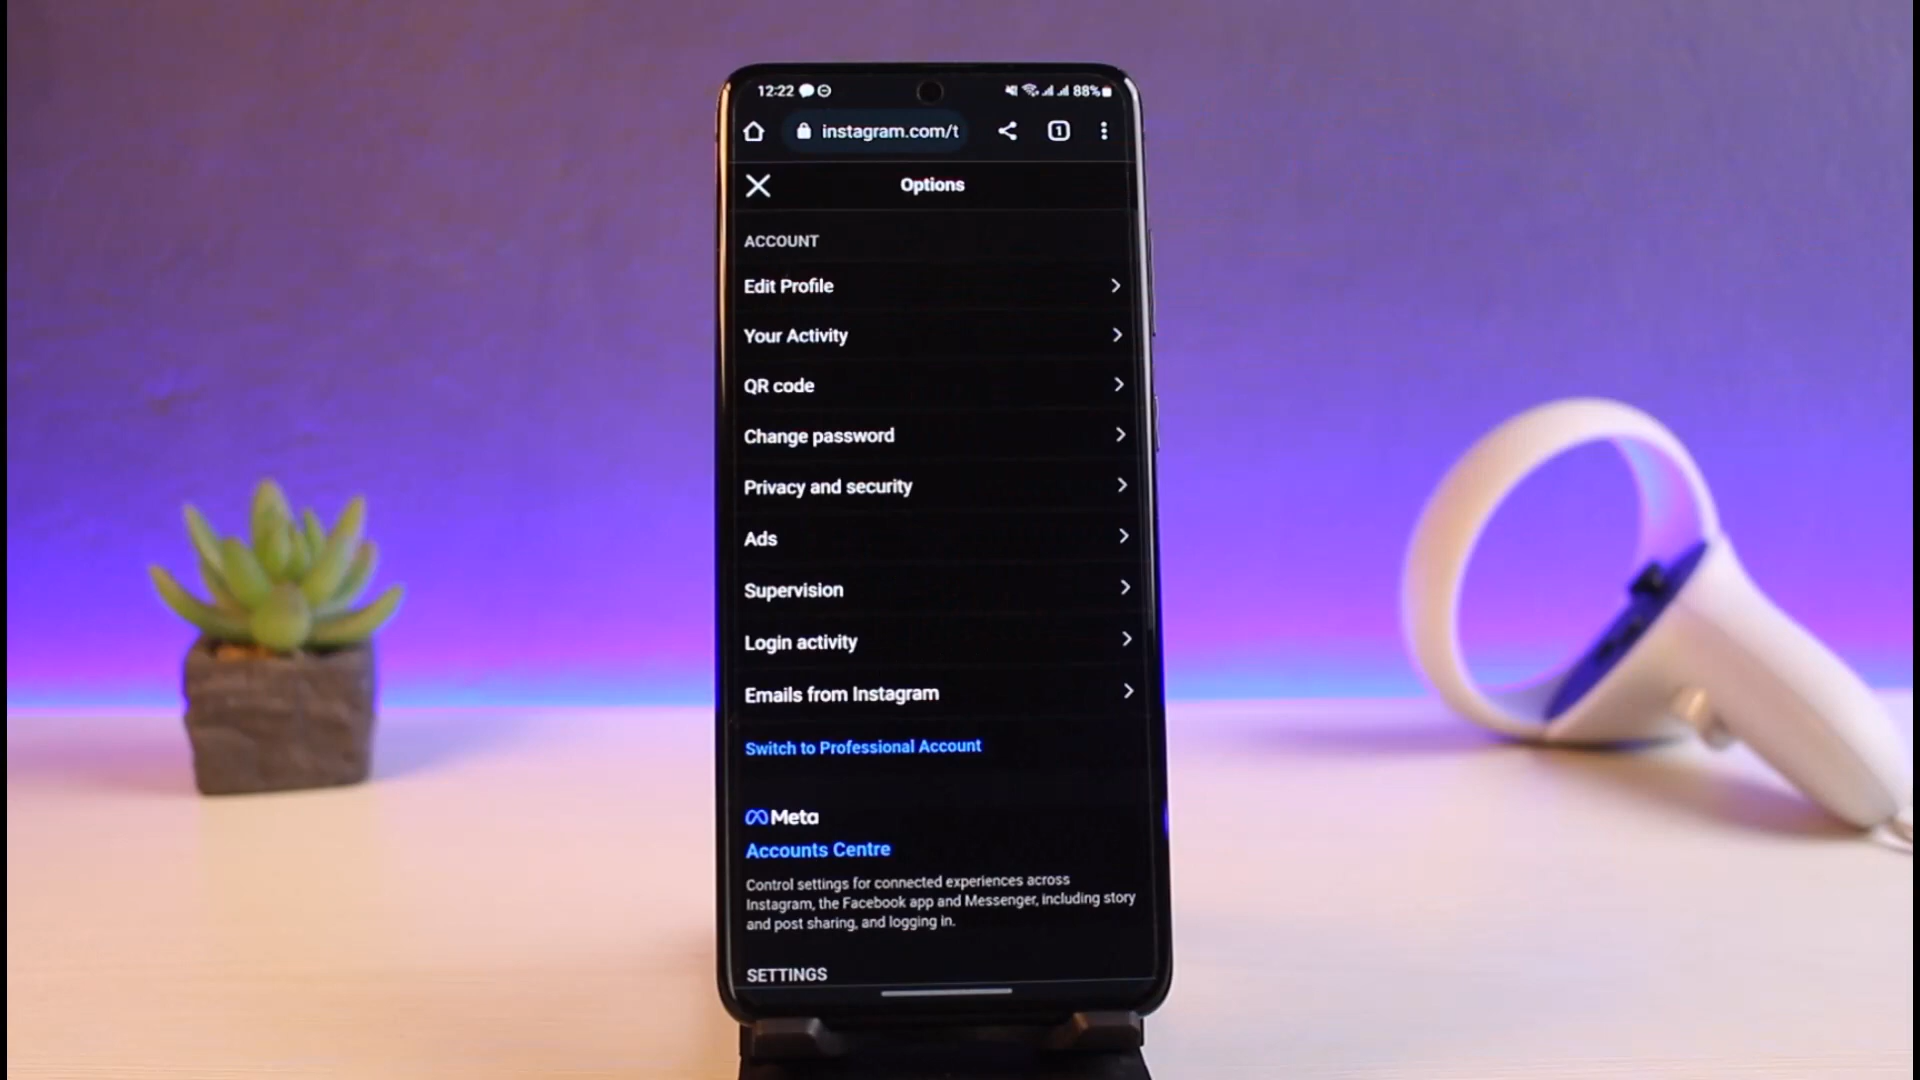 12:22 88%
instagram.com/t 1
Options
ACCOUNT
Edit Profile
Your Activity
QR code
Change password
Privacy and security
Ads
Supervision
Login activity
Emails from Instagram
Switch to Professional Account
Meta
Accounts Centre
Control settings for connected experiences across
Instagram, the Facebook app and Messenger, including story
and post sharing, and logging in.
SETTINGS